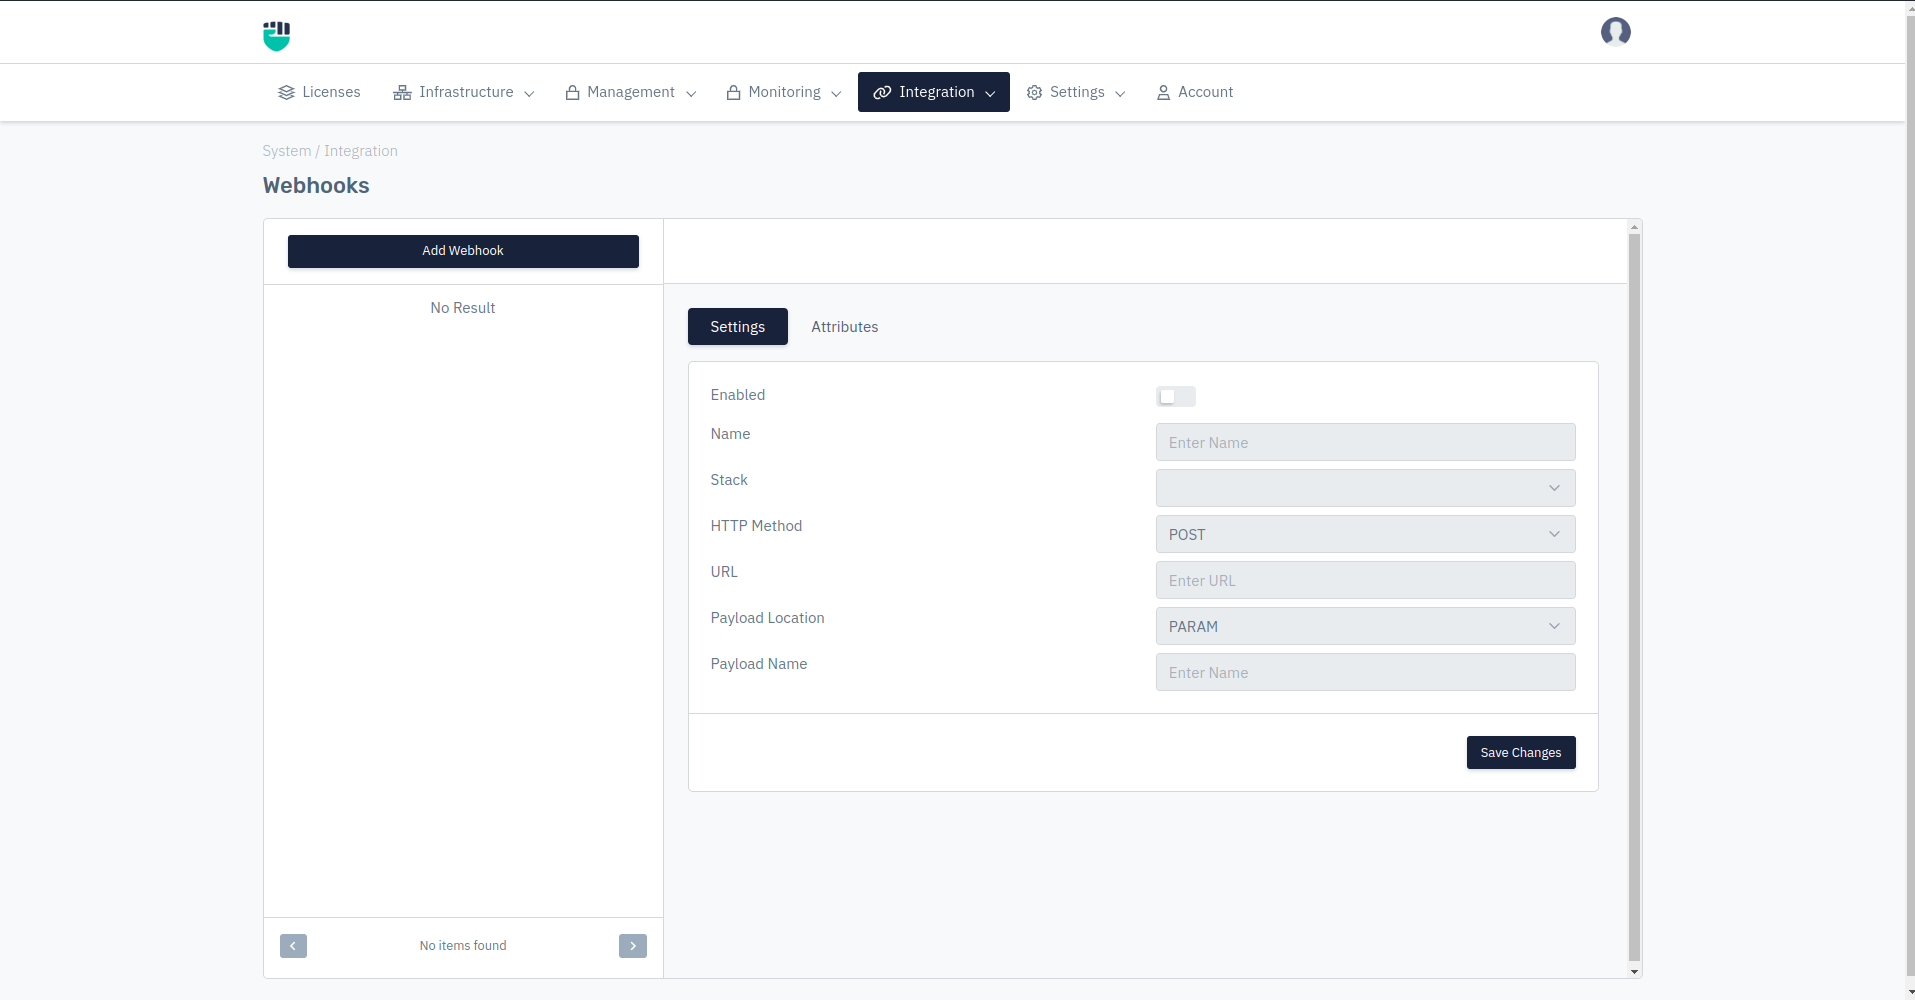 Licenses Infrastructure Management Monitoring Integration Settings Account
System / Integration
Webhooks
Add Webhook
No Result
Settings Attributes
Enabled
Name Enter Name
Stack
HTTP Method POST
URL Enter URL
Payload Location PARAM
Payload Name Enter Name
Save Changes
No items found